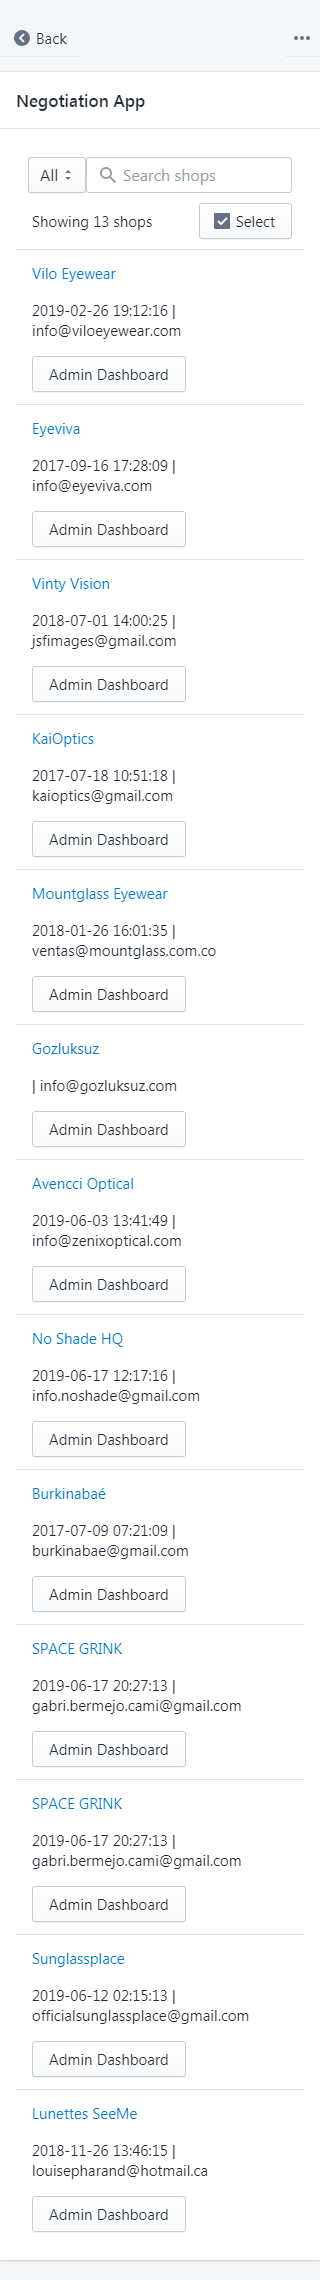 Back
Negotiation App
All
Search shops
Showing 13 shops
Select
Vilo Eyewear
2019-02-26 19:12:16 |
info@viloeyewear.com
Admin Dashboard
Eyeviva
2017-09-16 17:28:09 |
info@eyeviva.com
Admin Dashboard
Vinty Vision
2018-07-01 14:00:25 |
jsfimages@gmail.com
Admin Dashboard
KaiOptics
2017-07-18 10:51:18 |
kaioptics@gmail.com
Admin Dashboard
Mountglass Eyewear
2018-01-26 16:01:35 |
ventas@mountglass.com.co
Admin Dashboard
Gozluksuz
| info@gozluksuz.com
Admin Dashboard
Avencci Optical
2019-06-03 13:41:49 |
info@zenixoptical.com
Admin Dashboard
No Shade HQ
2019-06-17 12:17:16 |
info.noshade@gmail.com
Admin Dashboard
Burkinabaé
2017-07-09 07:21:09 |
burkinabae@gmail.com
Admin Dashboard
SPACE GRINK
2019-06-17 20:27:13 |
gabri.bermejo.cami@gmail.com
Admin Dashboard
SPACE GRINK
2019-06-17 20:27:13 |
gabri.bermejo.cami@gmail.com
Admin Dashboard
Sunglassplace
2019-06-12 02:15:13 |
officialsunglassplace@gmail.com
Admin Dashboard
Lunettes SeeMe
2018-11-26 13:46:15 |
louisepharand@hotmail.ca
Admin Dashboard